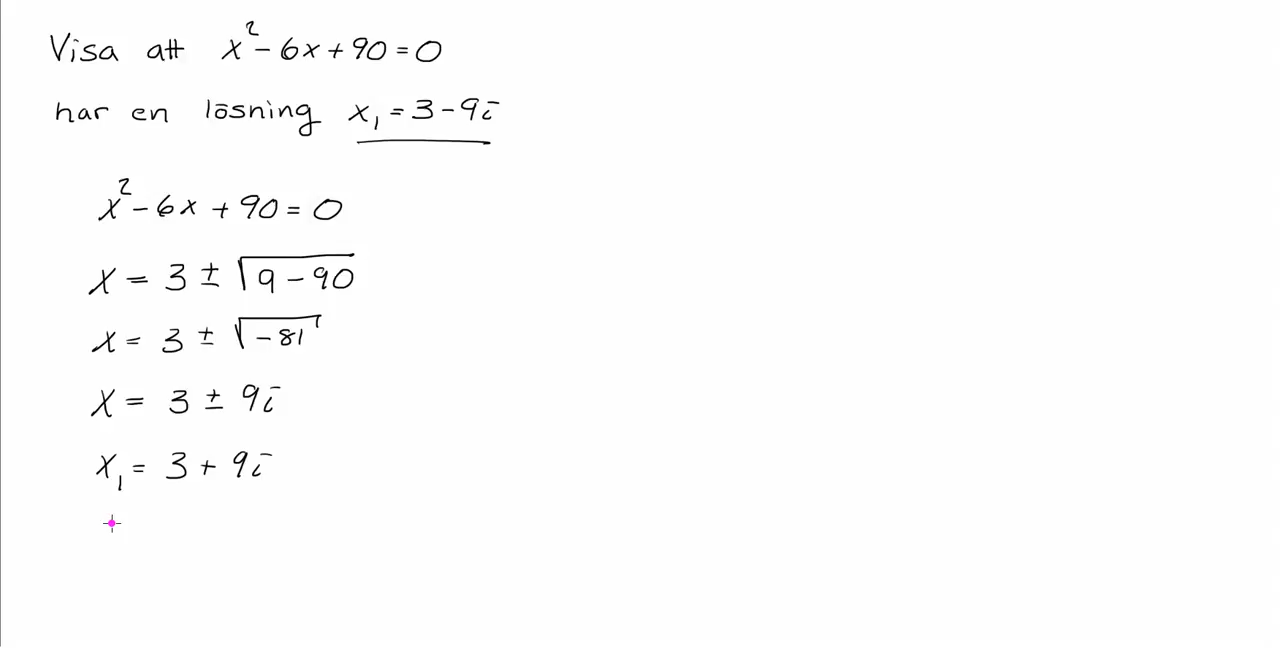 Visa att x² - 6x + 90 = 0
har en lösning x₁ = 3 - 9i
x² - 6x + 90 = 0
x = 3 ± √(9 - 90)
x = 3 ± √(-81)
x = 3 ± 9i
x₁ = 3 + 9i